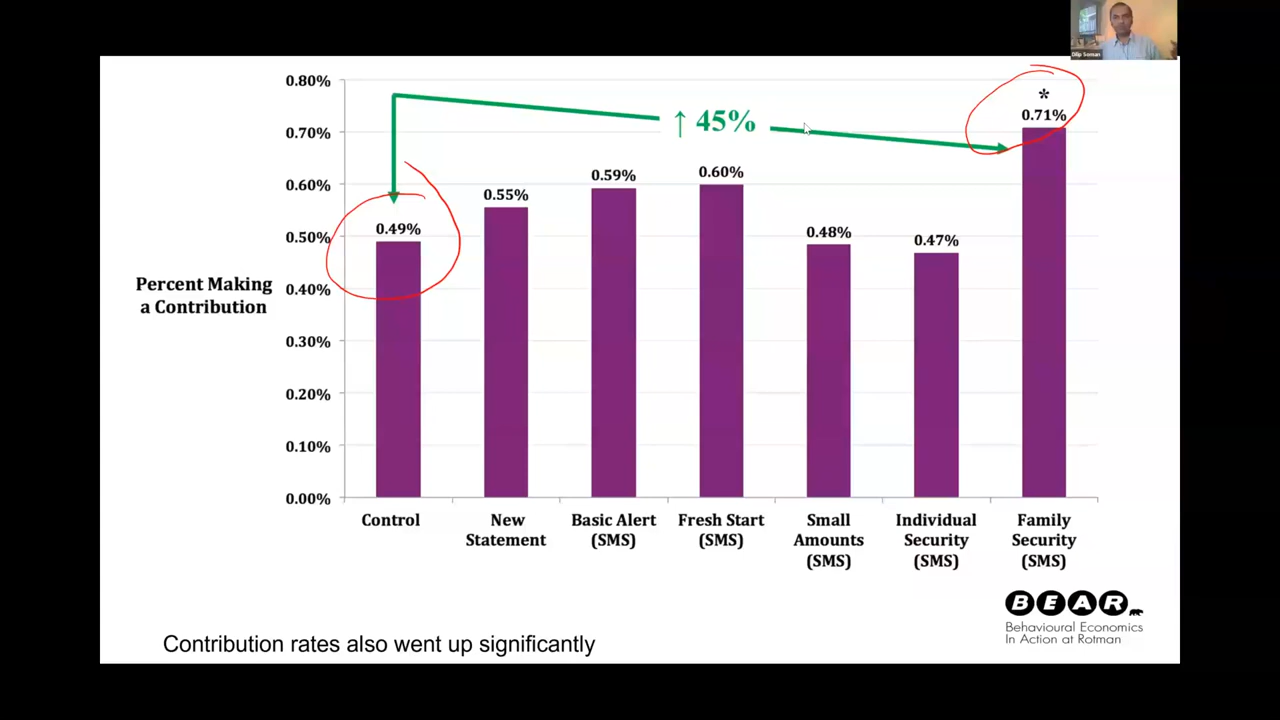 Dilip Soman
0.80%
0.70%
0.60%
0.50%
0.40%
0.30%
0.20%
0.10%
0.00%
Percent Making
a Contribution
↑ 45%
0.49%
0.55%
0.59%
0.60%
0.48%
0.47%
*
0.71%
Control
New
Statement
Basic Alert
(SMS)
Fresh Start
(SMS)
Small
Amounts
(SMS)
Individual
Security
(SMS)
Family
Security
(SMS)
BEAR
Behavioural Economics
In Action at Rotman
Contribution rates also went up significantly